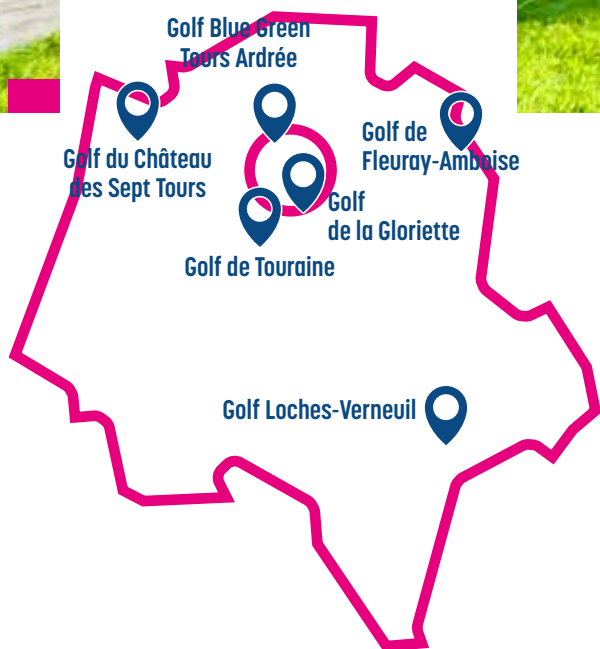 Golf Blue Green
Tours Ardrée
Golf du Château
des Sept Tours
Golf de
Fleuray-Amboise
Golf
de la Gloriette
Golf de Touraine
Golf Loches-Verneuil